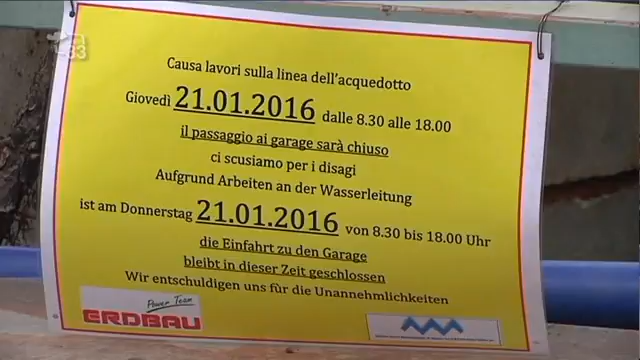 33
Causa lavori sulla linea dell'acquedotto
Giovedì 21.01.2016 dalle 8.30 alle 18.00
il passaggio ai garage sarà chiuso
ci scusiamo per i disagi
Aufgrund Arbeiten an der Wasserleitung
ist am Donnerstag 21.01.2016 von 8.30 bis 18.00 Uhr
die Einfahrt zu den Garage
bleibt in dieser Zeit geschlossen
Wir entschuldigen uns für die Unannehmlichkeiten
Power Team
ERDBAU